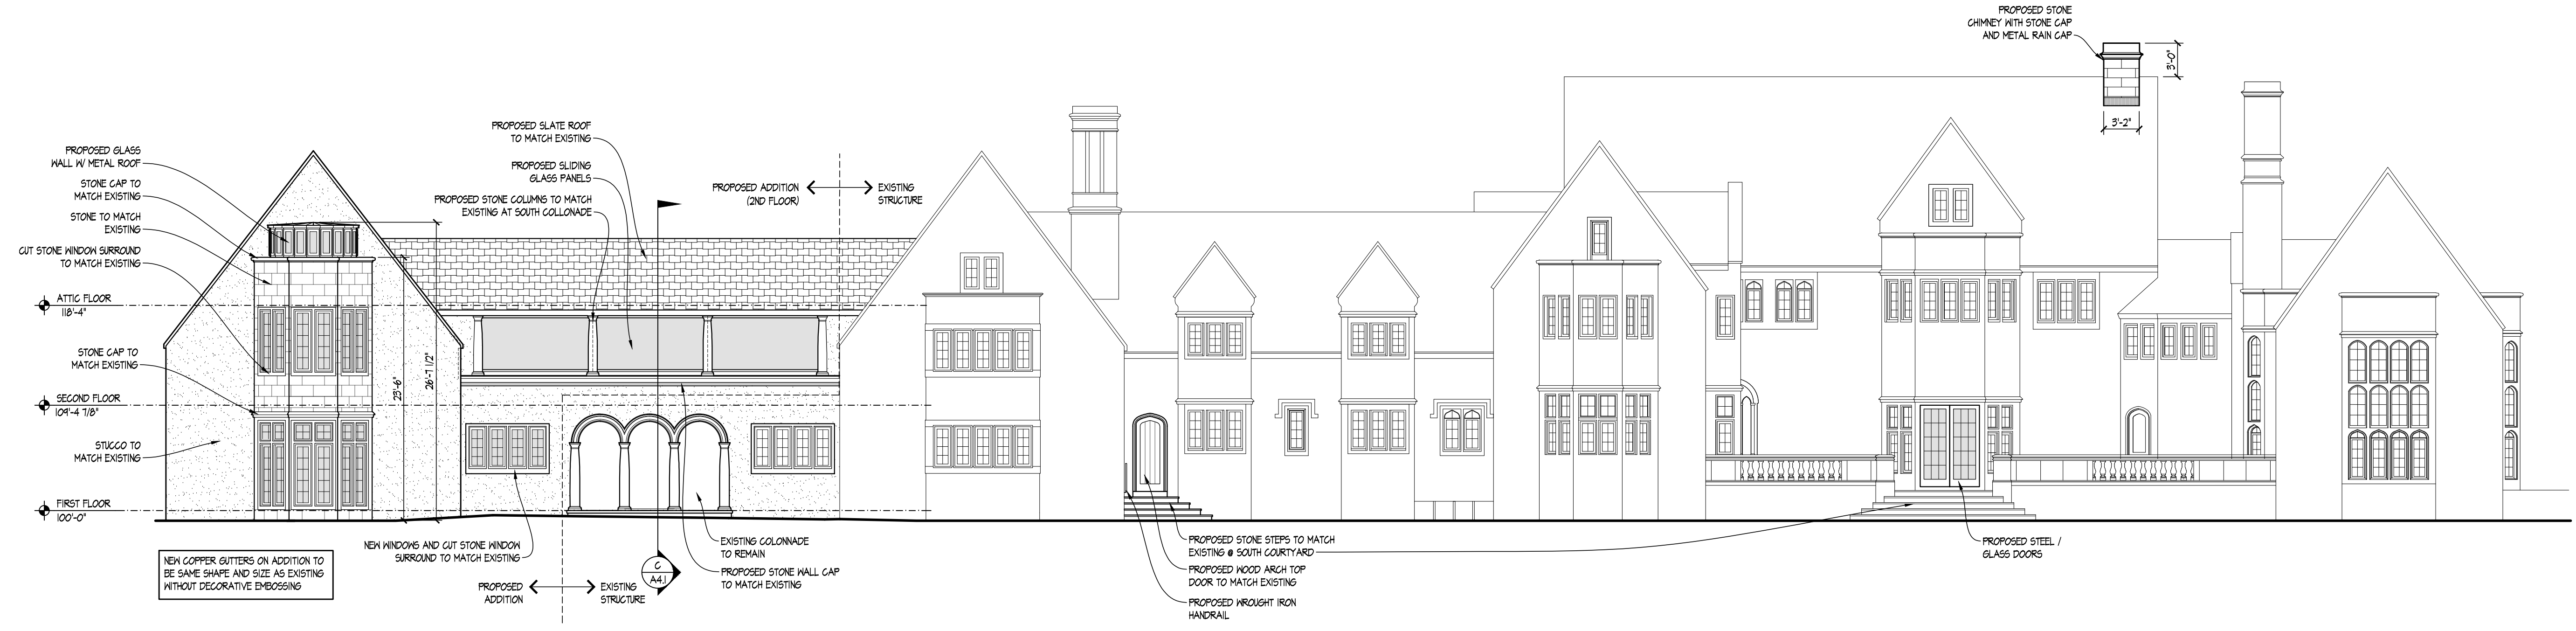 PROPOSED STONE
CHIMNEY WITH STONE CAP
AND METAL RAIN CAP
3'-0"
3'-2"
PROPOSED SLATE ROOF
TO MATCH EXISTING
PROPOSED SLIDING
GLASS PANELS
PROPOSED STONE COLUMNS TO MATCH
EXISTING AT SOUTH COLLONADE
PROPOSED ADDITION
(2ND FLOOR)
EXISTING
STRUCTURE
PROPOSED GLASS
WALL W/ METAL ROOF
STONE CAP TO
MATCH EXISTING
STONE TO MATCH
EXISTING
CUT STONE WINDOW SURROUND
TO MATCH EXISTING
ATTIC FLOOR
118'-4"
STONE CAP TO
MATCH EXISTING
SECOND FLOOR
109'-4 7/8"
23'-6"
26'-7 1/2"
STUCCO TO
MATCH EXISTING
FIRST FLOOR
100'-0"
NEW COPPER GUTTERS ON ADDITION TO
BE SAME SHAPE AND SIZE AS EXISTING
WITHOUT DECORATIVE EMBOSSING
NEW WINDOWS AND CUT STONE WINDOW
SURROUND TO MATCH EXISTING
PROPOSED
ADDITION
EXISTING
STRUCTURE
C
A4.1
EXISTING COLONNADE
TO REMAIN
PROPOSED STONE WALL CAP
TO MATCH EXISTING
PROPOSED STONE STEPS TO MATCH
EXISTING @ SOUTH COURTYARD
PROPOSED WOOD ARCH TOP
DOOR TO MATCH EXISTING
PROPOSED WROUGHT IRON
HANDRAIL
PROPOSED STEEL /
GLASS DOORS